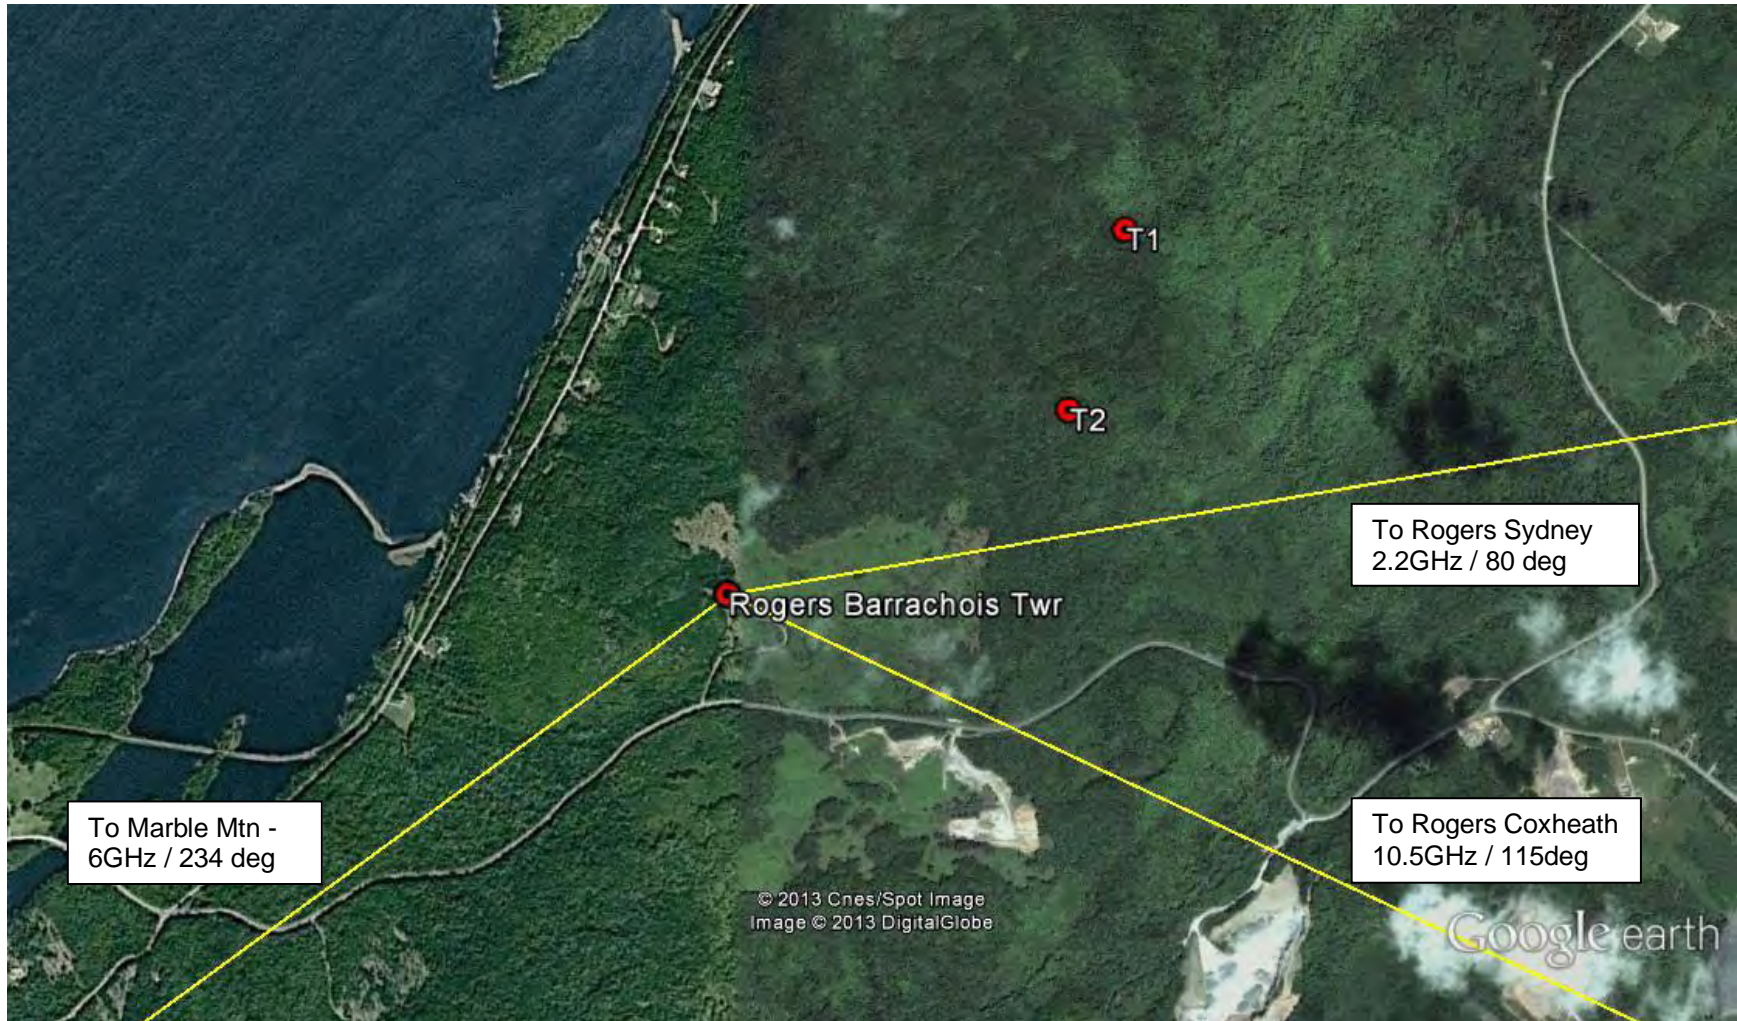 T1
T2
To Rogers Sydney
2.2GHz / 80 deg
Rogers Barrachois Twr
To Marble Mtn -
6GHz / 234 deg
To Rogers Coxheath
10.5GHz / 115deg
© 2013 Cnes/Spot Image
Image © 2013 DigitalGlobe
Google earth